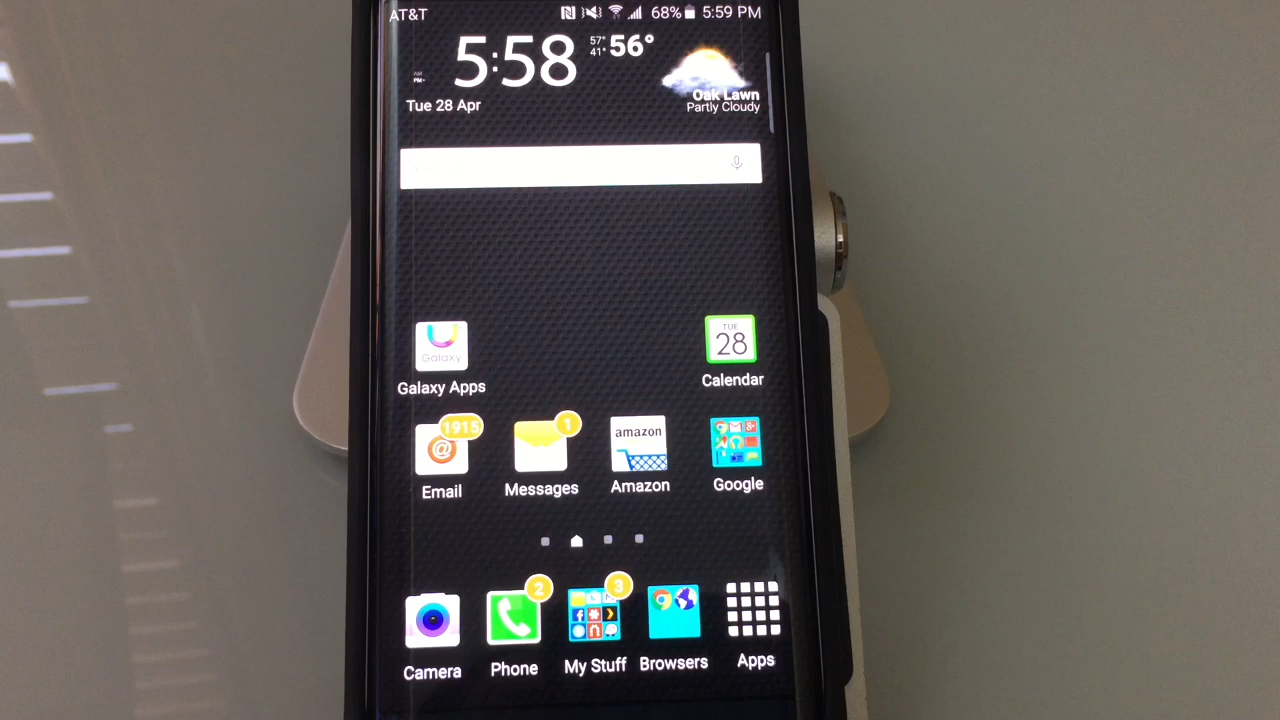 AT&T 68% 5:59 PM
5:58
57°
41°
56°
AM
PM
Tue 28 Apr
Oak Lawn
Partly Cloudy
Galaxy
Galaxy Apps
TUE
28
Calendar
1915
Email
1
Messages
amazon
Amazon
Google
Camera
2
Phone
3
My Stuff
Browsers
Apps